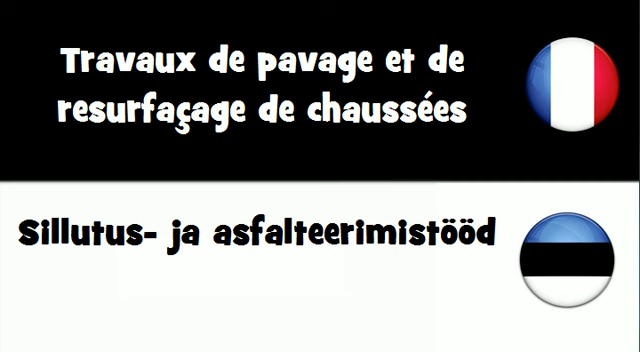 Travaux de pavage et de
resurfaçage de chaussées
Sillutus- ja asfalteerimistööd